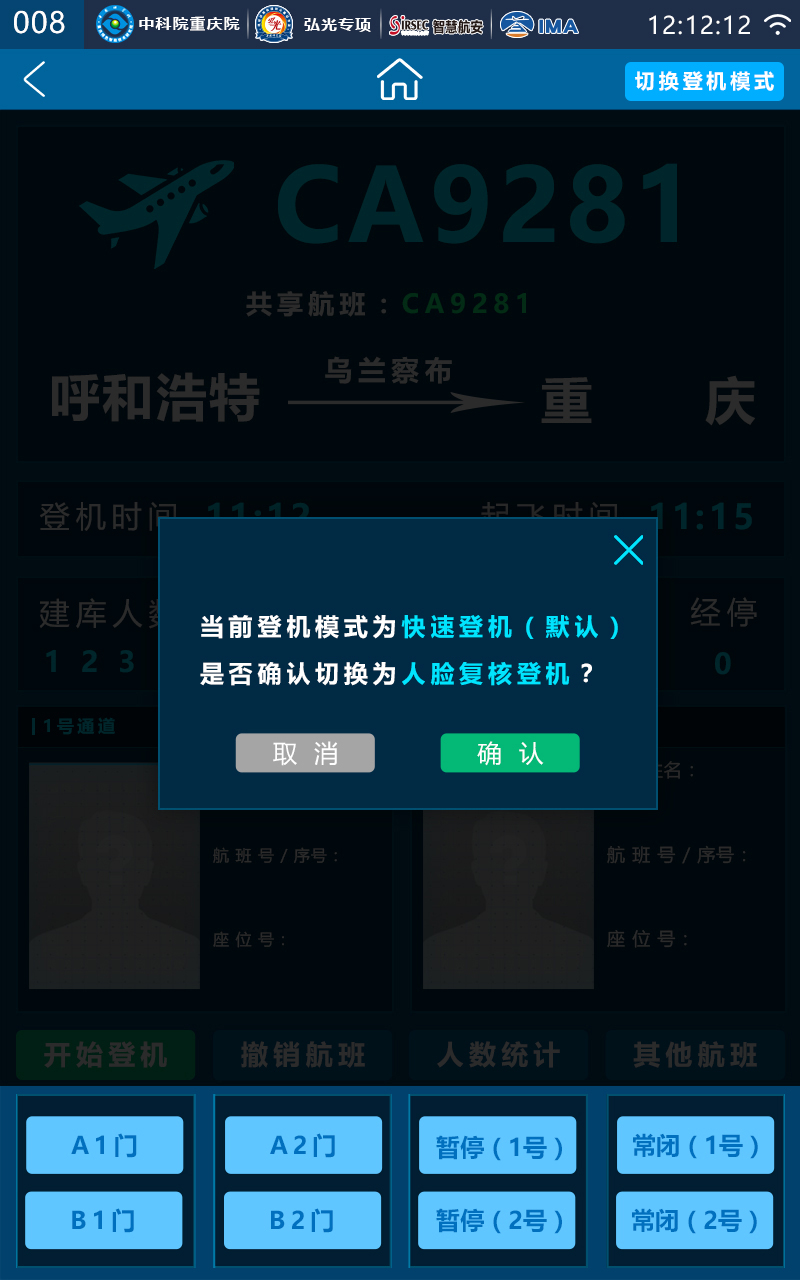 008 中科院重庆院 弘光专项 SiRSEC 智慧航安 IMA 12:12:12
切换登机模式
CA9281
共享航班：CA9281
乌兰察布
呼和浩特 重 庆
登机时间 11:12 起飞时间 11:15
建库人数 经停
1 2 3 0
1号通道
当前登机模式为快速登机（默认）
是否确认切换为人脸复核登机？
取 消 确 认
姓名：
航班号/序号： 航班号/序号：
座位号： 座位号：
开始登机 撤销航班 人数统计 其他航班
A1门 A2门 暂停（1号） 常闭（1号）
B1门 B2门 暂停（2号） 常闭（2号）